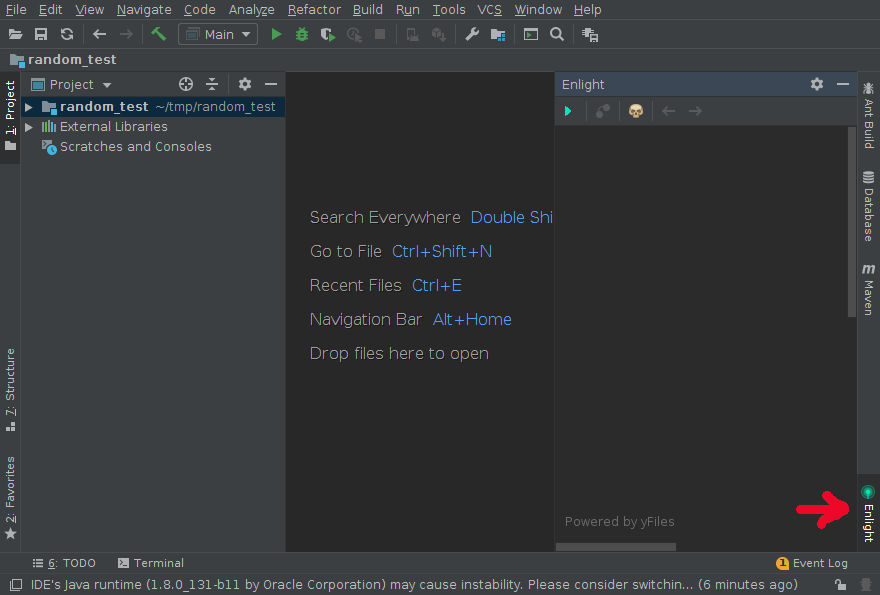 File Edit View Navigate Code Analyze Refactor Build Run Tools VCS Window Help
Main
random_test
1: Project
Project
random_test ~/tmp/random_test
External Libraries
Scratches and Consoles
7: Structure
2: Favorites
Search Everywhere Double Shi
Go to File Ctrl+Shift+N
Recent Files Ctrl+E
Navigation Bar Alt+Home
Drop files here to open
Enlight
Powered by yFiles
Ant Build
Database
m
Maven
Enlight
6: TODO Terminal
1 Event Log
IDE's Java runtime (1.8.0_131-b11 by Oracle Corporation) may cause instability. Please consider switchin... (6 minutes ago)